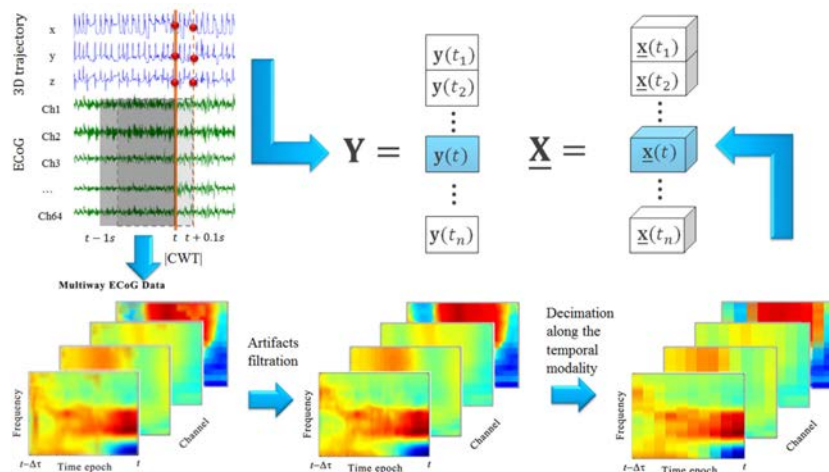 3D trajectory
x
y
z
ECoG
Ch1
Ch2
Ch3
...
Ch64
t − 1s
t
t + 0.1s
|CWT|
Y =
y(t₁)
y(t₂)
⋮
y(t)
⋮
y(tₙ)
X =
x(t₁)
x(t₂)
⋮
x(t)
⋮
x(tₙ)
Multiway ECoG Data
Frequency
t−Δτ
Time epoch
t
Channel
Artifacts
filtration
Frequency
t−Δτ
Time epoch
t
Channel
Decimation
along the
temporal
modality
Frequency
t−Δτ
Time epoch
t
Channel